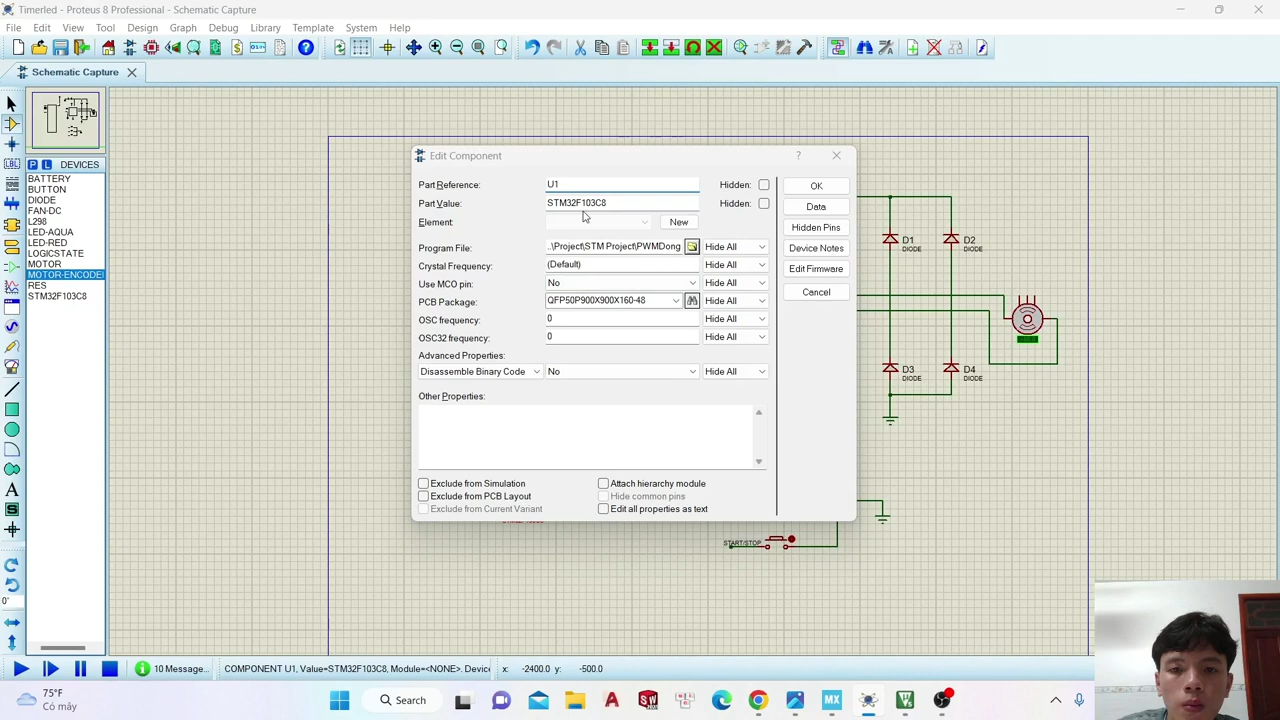 Timerled - Proteus 8 Professional - Schematic Capture
File Edit View Tool Design Graph Debug Library Template System Help
Schematic Capture
P L DEVICES
BATTERY
BUTTON
DIODE
FAN-DC
L298
LED-AQUA
LED-RED
LOGICSTATE
MOTOR
MOTOR-ENCODE
RES
STM32F103C8
LBL
0°
Edit Component
Part Reference: U1 Hidden: OK
Part Value: STM32F103C8 Hidden: Data
Element: New Hidden Pins
Program File: ..\Project\STM Project\PWMDong Hide All Device Notes
Crystal Frequency: (Default) Hide All Edit Firmware
Use MCO pin: No Hide All Cancel
PCB Package: QFP50P900X900X160-48 Hide All
OSC frequency: 0 Hide All
OSC32 frequency: 0 Hide All
Advanced Properties:
Disassemble Binary Code No Hide All
Other Properties:
Exclude from Simulation Attach hierarchy module
Exclude from PCB Layout Hide common pins
Exclude from Current Variant Edit all properties as text
D1
DIODE
D2
DIODE
D3
DIODE
D4
DIODE
START/STOP
10 Message... COMPONENT U1, Value=STM32F103C8, Module=<NONE>, Device x: -2400.0 y: -500.0
75°F
Có mây
Search
MX